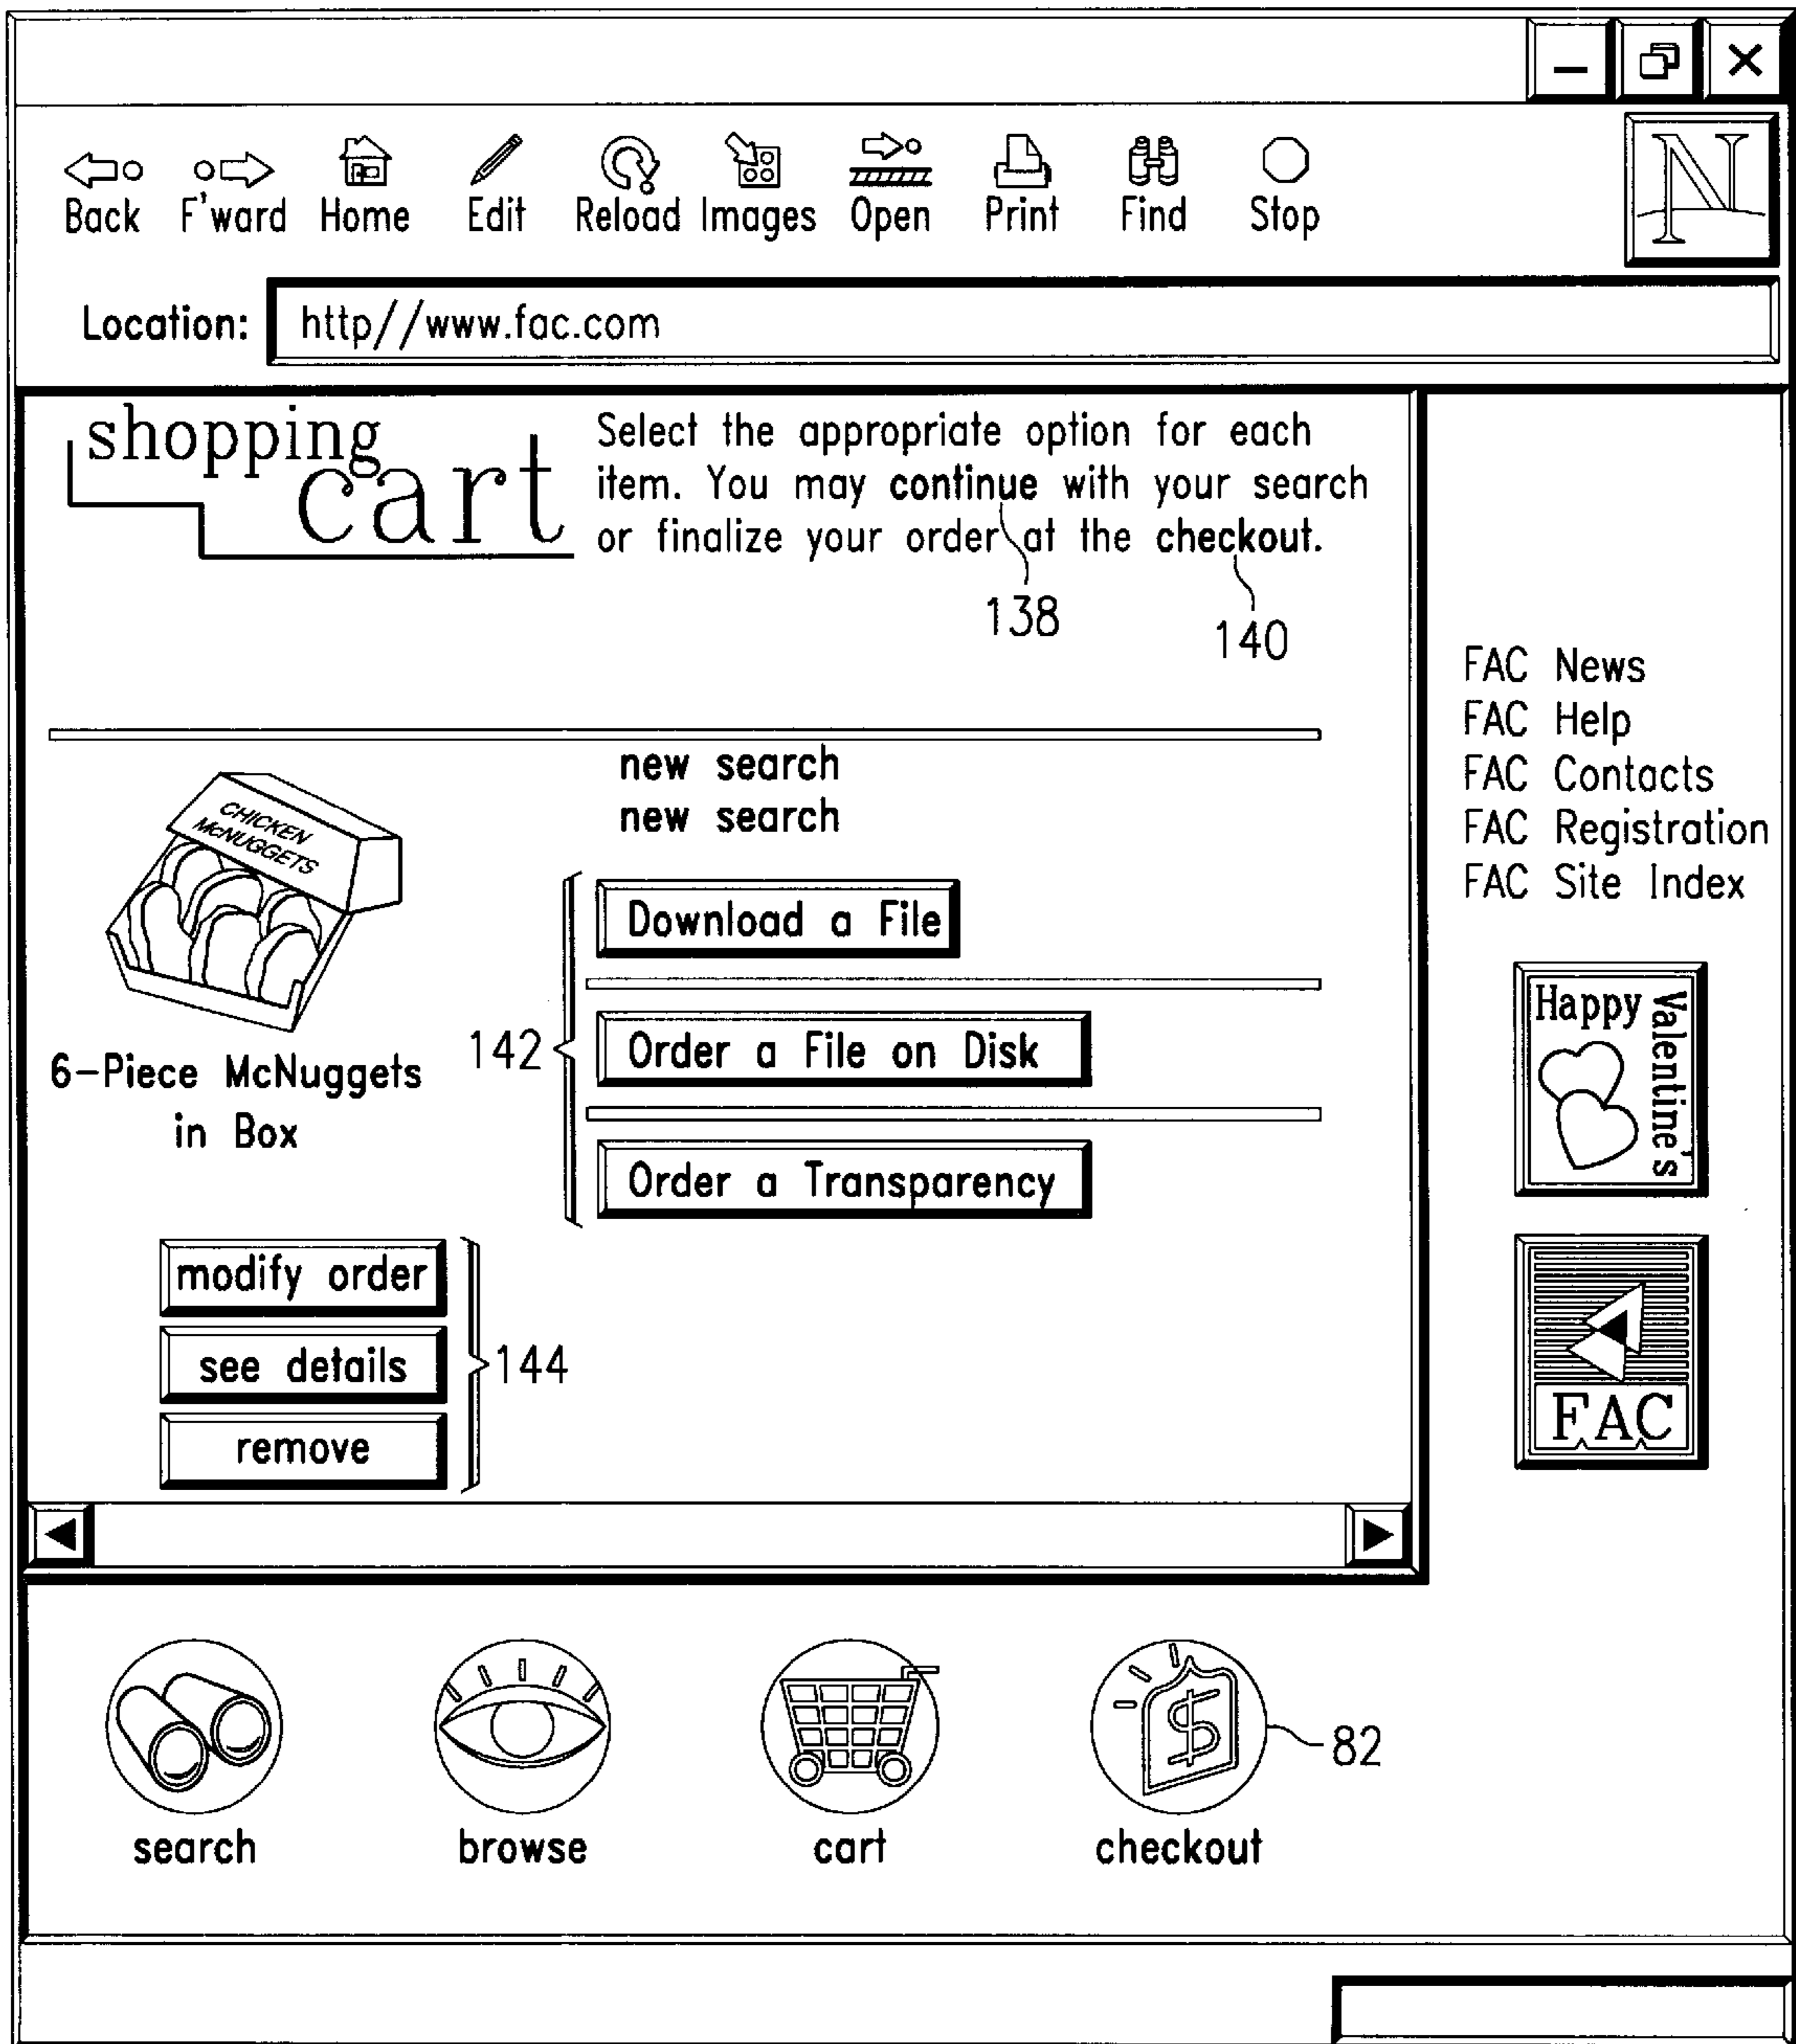 Back F'ward Home Edit Reload Images Open Print Find Stop
N
Location: http//www.fac.com
shopping
cart
Select the appropriate option for each
item. You may continue with your search
or finalize your order at the checkout.
138
140
new search
new search
CHICKEN
McNUGGETS
6-Piece McNuggets
in Box
142
Download a File
Order a File on Disk
Order a Transparency
modify order
see details
remove
144
FAC News
FAC Help
FAC Contacts
FAC Registration
FAC Site Index
Happy
Valentine's
FAC
$
82
search browse cart checkout